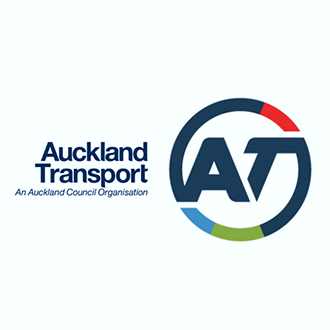 Auckland
Transport
An Auckland Council Organisation
AT